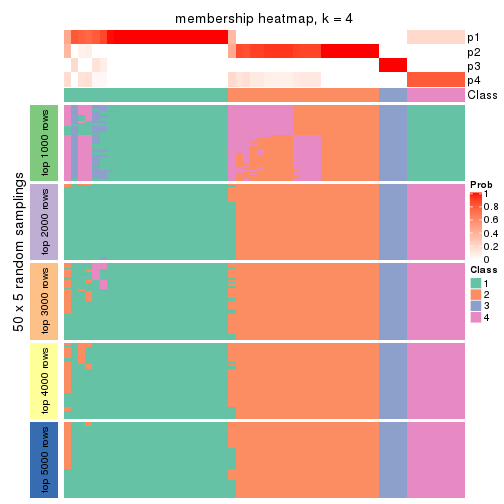 membership heatmap, k = 4
p1
p2
p3
p4
Class
50 x 5 random samplings
top 1000 rows
top 2000 rows
top 3000 rows
top 4000 rows
top 5000 rows
Prob
1
0.8
0.6
0.4
0.2
0
Class
1
2
3
4